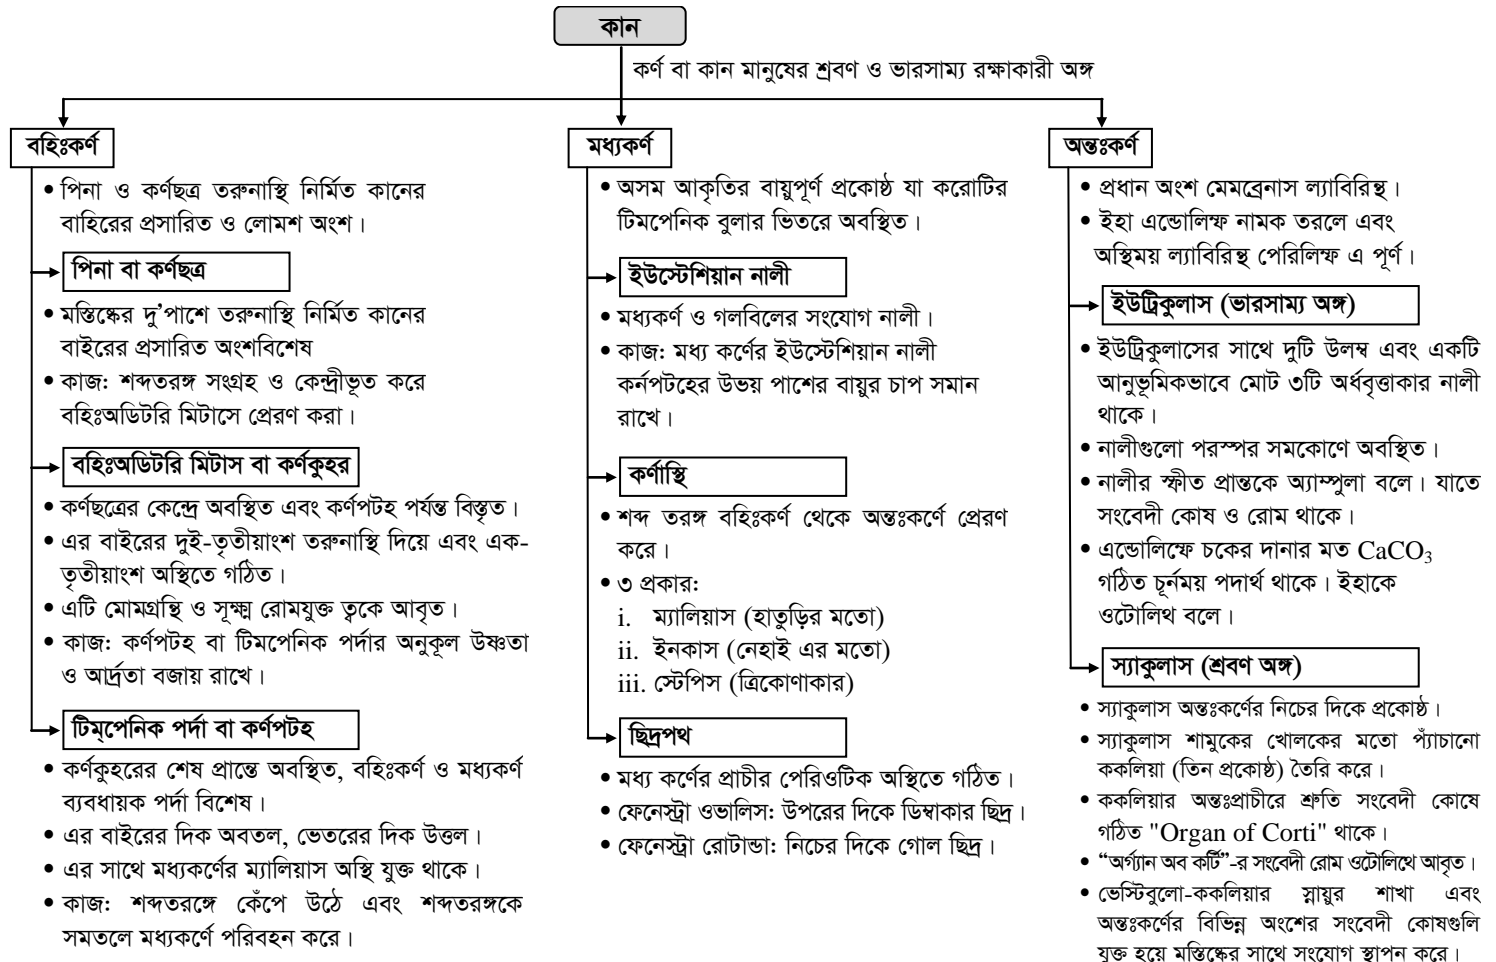 কান
কর্ণ বা কান মানুষের শ্রবণ ও ভারসাম্য রক্ষাকারী অঙ্গ
বহিঃকর্ণ
• পিনা ও কর্ণছত্র তরুনাস্থি নির্মিত কানের
বাহিরের প্রসারিত ও লোমশ অংশ।
পিনা বা কর্ণছত্র
• মস্তিষ্কের দু'পাশে তরুনাস্থি নির্মিত কানের
বাইরের প্রসারিত অংশবিশেষ
• কাজ: শব্দতরঙ্গ সংগ্রহ ও কেন্দ্রীভূত করে
বহিঃঅডিটরি মিটাসে প্রেরণ করা।
বহিঃঅডিটরি মিটাস বা কর্ণকুহর
• কর্ণছত্রের কেন্দ্রে অবস্থিত এবং কর্ণপটহ পর্যন্ত বিস্তৃত।
• এর বাইরের দুই-তৃতীয়াংশ তরুনাস্থি দিয়ে এবং এক-
তৃতীয়াংশ অস্থিতে গঠিত।
• এটি মোমগ্রন্থি ও সূক্ষ্ম রোমযুক্ত ত্বকে আবৃত।
• কাজ: কর্ণপটহ বা টিমপেনিক পর্দার অনুকূল উষ্ণতা
ও আর্দ্রতা বজায় রাখে।
টিম্পেনিক পর্দা বা কর্ণপটহ
• কর্ণকুহরের শেষ প্রান্তে অবস্থিত, বহিঃকর্ণ ও মধ্যকর্ণ
ব্যবধায়ক পর্দা বিশেষ।
• এর বাইরের দিক অবতল, ভেতরের দিক উত্তল।
• এর সাথে মধ্যকর্ণের ম্যালিয়াস অস্থি যুক্ত থাকে।
• কাজ: শব্দতরঙ্গে কেঁপে উঠে এবং শব্দতরঙ্গকে
সমতলে মধ্যকর্ণে পরিবহন করে।
মধ্যকর্ণ
• অসম আকৃতির বায়ুপূর্ণ প্রকোষ্ঠ যা করোটির
টিমপেনিক বুলার ভিতরে অবস্থিত।
ইউস্টেশিয়ান নালী
• মধ্যকর্ণ ও গলবিলের সংযোগ নালী।
• কাজ: মধ্য কর্ণের ইউস্টেশিয়ান নালী
কর্নপটহের উভয় পাশের বায়ুর চাপ সমান
রাখে।
কর্ণাস্থি
• শব্দ তরঙ্গ বহিঃকর্ণ থেকে অন্তঃকর্ণে প্রেরণ
করে।
• ৩ প্রকার:
i. ম্যালিয়াস (হাতুড়ির মতো)
ii. ইনকাস (নেহাই এর মতো)
iii. স্টেপিস (ত্রিকোণাকার)
ছিদ্রপথ
• মধ্য কর্ণের প্রাচীর পেরিওটিক অস্থিতে গঠিত।
• ফেনেস্ট্রা ওভালিস: উপরের দিকে ডিম্বাকার ছিদ্র।
• ফেনেস্ট্রা রোটান্ডা: নিচের দিকে গোল ছিদ্র।
অন্তঃকর্ণ
• প্রধান অংশ মেমব্রেনাস ল্যাবিরিন্থ।
• ইহা এন্ডোলিম্ফ নামক তরলে এবং
অস্থিময় ল্যাবিরিন্থ পেরিলিম্ফ এ পূর্ণ।
ইউট্রিকুলাস (ভারসাম্য অঙ্গ)
• ইউট্রিকুলাসের সাথে দুটি উলম্ব এবং একটি
আনুভূমিকভাবে মোট ৩টি অর্ধবৃত্তাকার নালী
থাকে।
• নালীগুলো পরস্পর সমকোণে অবস্থিত।
• নালীর স্ফীত প্রান্তকে অ্যাম্পুলা বলে। যাতে
সংবেদী কোষ ও রোম থাকে।
• এন্ডোলিম্ফে চকের দানার মত CaCO₃
গঠিত চূর্নময় পদার্থ থাকে। ইহাকে
ওটোলিথ বলে।
স্যাকুলাস (শ্রবণ অঙ্গ)
• স্যাকুলাস অন্তঃকর্ণের নিচের দিকে প্রকোষ্ঠ।
• স্যাকুলাস শামুকের খোলকের মতো প্যাঁচানো
ককলিয়া (তিন প্রকোষ্ঠ) তৈরি করে।
• ককলিয়ার অন্তঃপ্রাচীরে শ্রুতি সংবেদী কোষে
গঠিত "Organ of Corti" থাকে।
• “অর্গ্যান অব কর্টি”-র সংবেদী রোম ওটোলিথে আবৃত।
• ভেস্টিবুলো-ককলিয়ার স্নায়ুর শাখা এবং
অন্তঃকর্ণের বিভিন্ন অংশের সংবেদী কোষগুলি
যুক্ত হয়ে মস্তিষ্কের সাথে সংযোগ স্থাপন করে।